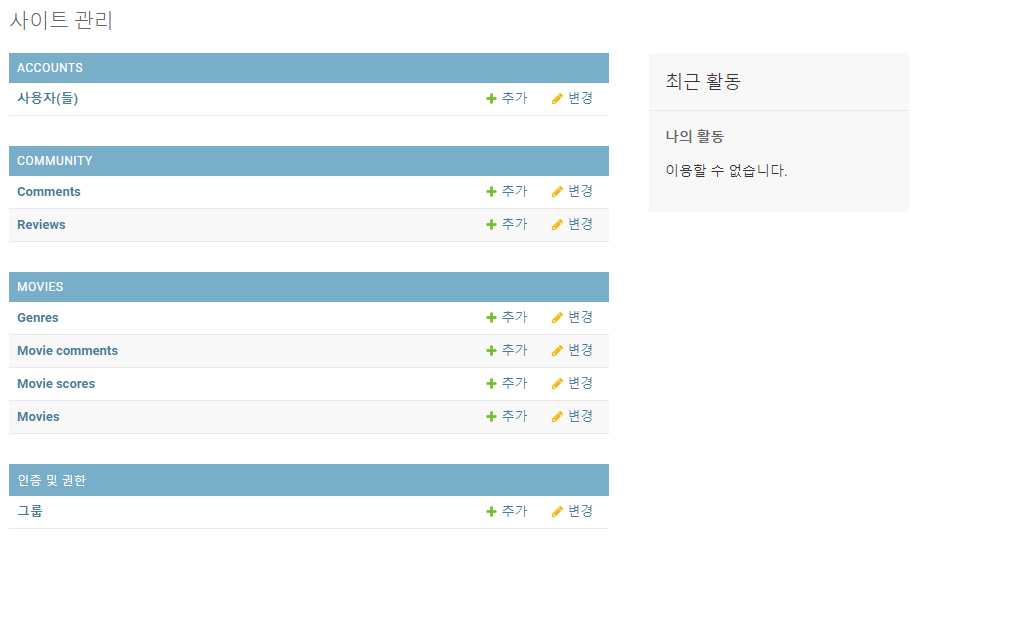 사이트 관리
ACCOUNTS
사용자(들) 추가 변경
COMMUNITY
Comments 추가 변경
Reviews 추가 변경
MOVIES
Genres 추가 변경
Movie comments 추가 변경
Movie scores 추가 변경
Movies 추가 변경
인증 및 권한
그룹 추가 변경
최근 활동
나의 활동
이용할 수 없습니다.